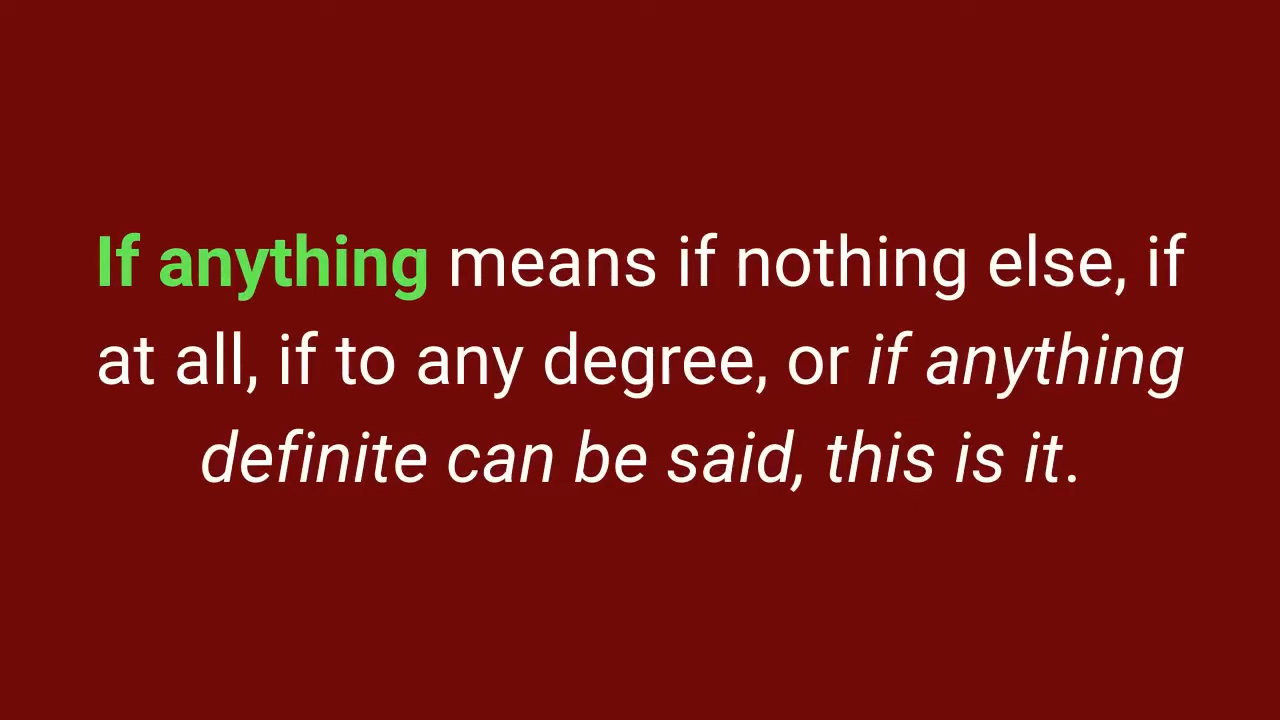 If anything means if nothing else, if
at all, if to any degree, or if anything
definite can be said, this is it.